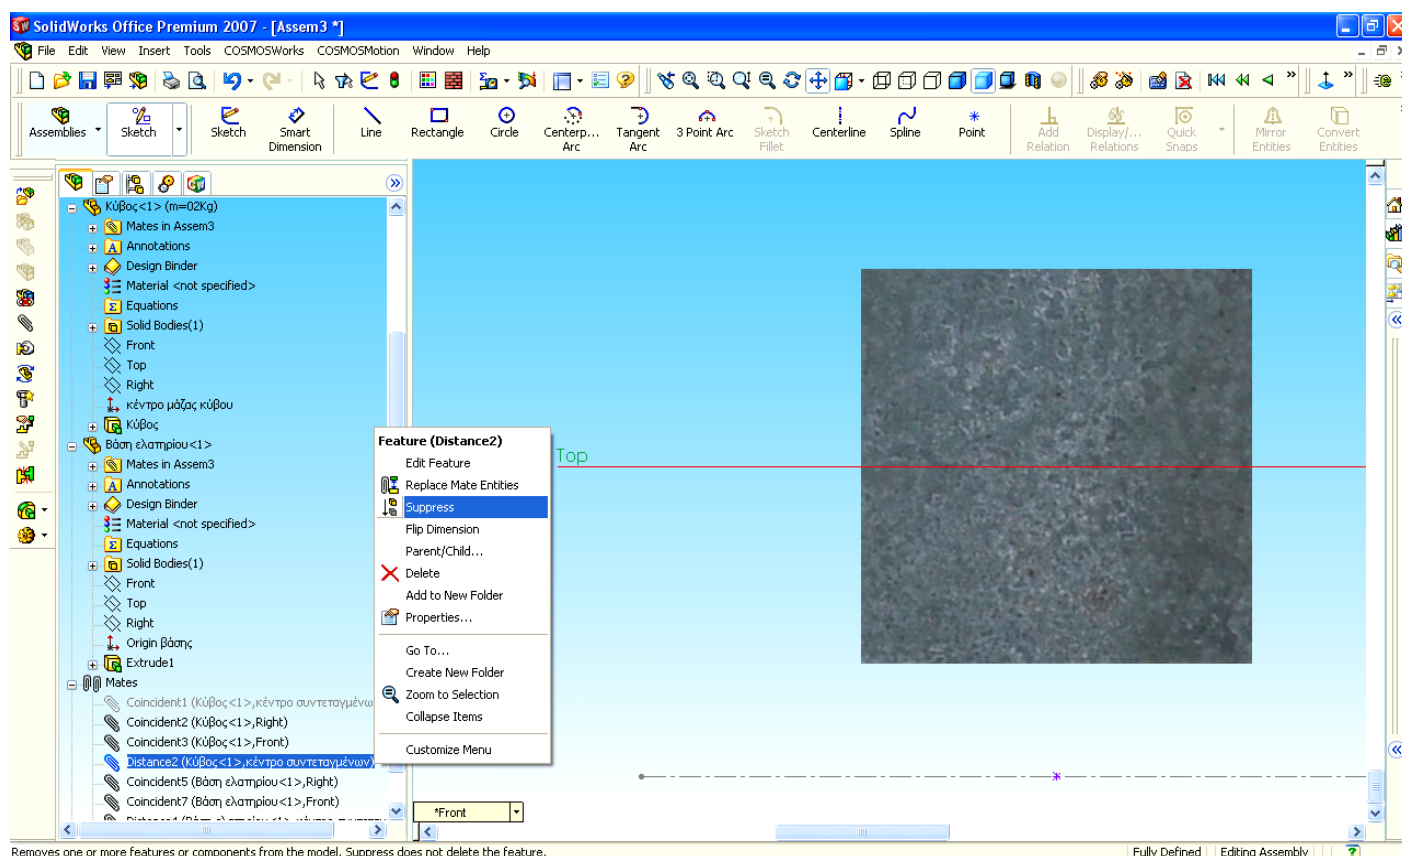 SolidWorks Office Premium 2007 - [Assem3 *]
File Edit View Insert Tools COSMOSWorks COSMOSMotion Window Help
Assemblies Sketch Sketch Smart Dimension Line Rectangle Circle Centerp... Arc Tangent Arc 3 Point Arc Sketch Fillet Centerline Spline Point Add Relation Display/... Relations Quick Snaps Mirror Entities Convert Entities
Κύβος<1> (m=02Kg)
Mates in Assem3
Annotations
Design Binder
Material <not specified>
Equations
Solid Bodies(1)
Front
Top
Right
κέντρο μάζας κύβου
Κύβος
Βάση ελατηρίου<1>
Mates in Assem3
Annotations
Design Binder
Material <not specified>
Equations
Solid Bodies(1)
Front
Top
Right
Origin βάσης
Extrude1
Mates
Coincident1 (Κύβος<1>,κέντρο συντεταγμένω
Coincident2 (Κύβος<1>,Right)
Coincident3 (Κύβος<1>,Front)
Distance2 (Κύβος<1>,κέντρο συντεταγμένων)
Coincident5 (Βάση ελατηρίου<1>,Right)
Coincident7 (Βάση ελατηρίου<1>,Front)
Feature (Distance2)
Edit Feature
Replace Mate Entities
Suppress
Flip Dimension
Parent/Child...
Delete
Add to New Folder
Properties...
Go To...
Create New Folder
Zoom to Selection
Collapse Items
Customize Menu
Top
*Front
Removes one or more features or components from the model. Suppress does not delete the feature.
Fully Defined Editing Assembly